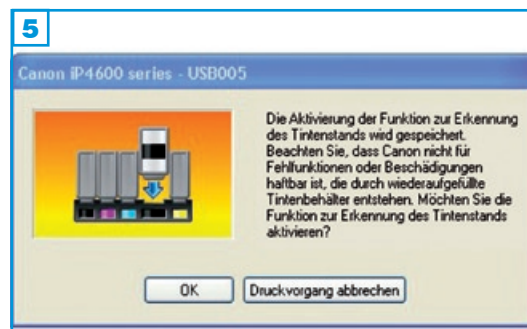 5
Canon iP4600 series - USB005
Die Aktivierung der Funktion zur Erkennung
des Tintenstands wird gespeichert.
Beachten Sie, dass Canon nicht für
Fehlfunktionen oder Beschädigungen
haftbar ist, die durch wiederaufgefüllte
Tintenbehälter entstehen. Möchten Sie die
Funktion zur Erkennung des Tintenstands
aktivieren?
OK
Druckvorgang abbrechen